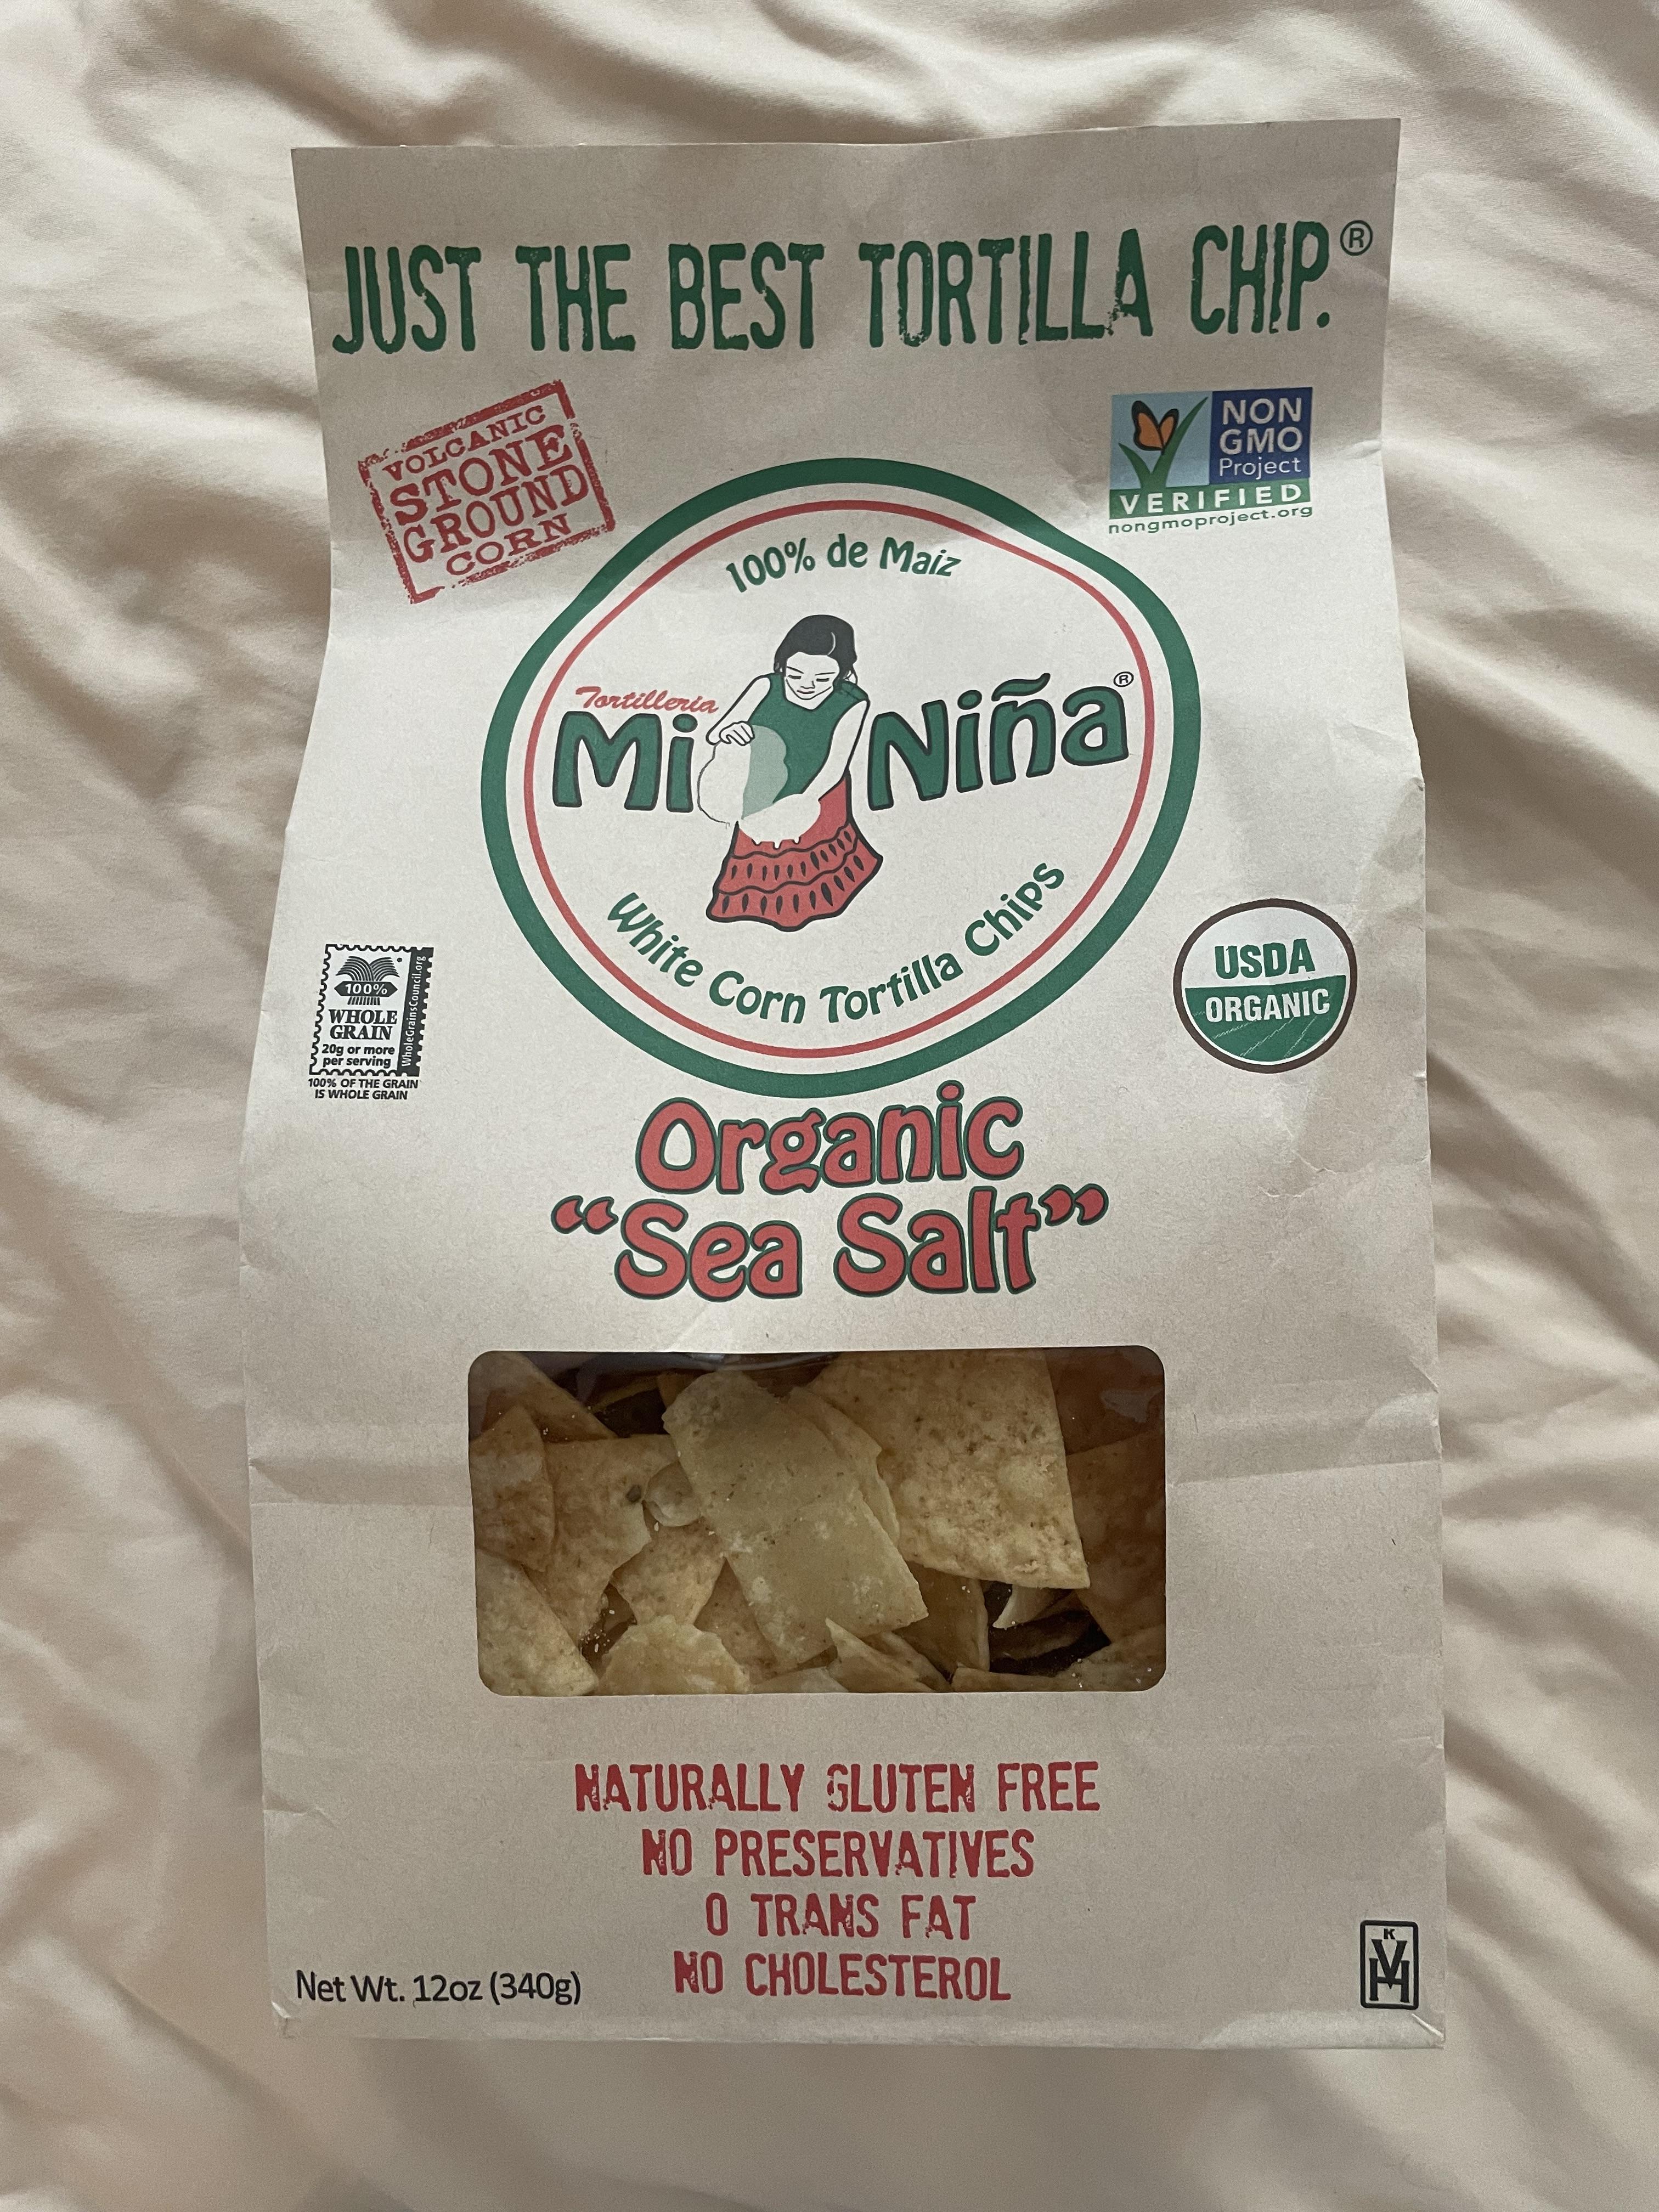 JUST THE BEST TORTILLA CHIP.®
VOLCANIC
STONE
GROUND
CORN
NON
GMO
Project
VERIFIED
nongmoproject.org
100% de Maiz
Tortilleria
Mi Niña®
White Corn Tortilla Chips
100%
WHOLE
GRAIN
20g or more
per serving
WholeGrainsCouncil.org
100% OF THE GRAIN
IS WHOLE GRAIN
USDA
ORGANIC
Organic
“Sea Salt”
NATURALLY GLUTEN FREE
NO PRESERVATIVES
0 TRANS FAT
NO CHOLESTEROL
Net Wt. 12oz (340g)
K
VH